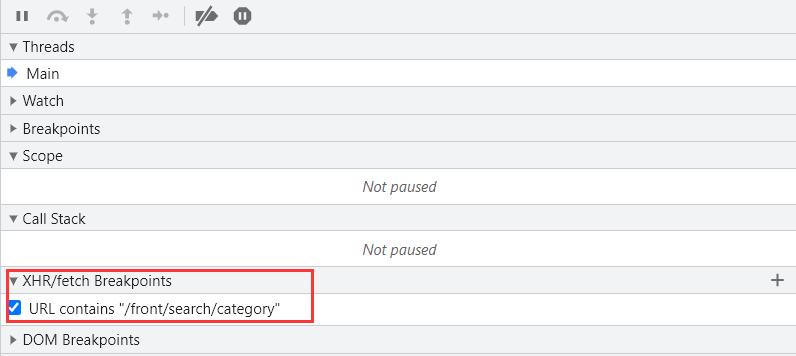 Threads
Main
Watch
Breakpoints
Scope
Not paused
Call Stack
Not paused
XHR/fetch Breakpoints
URL contains "/front/search/category"
DOM Breakpoints